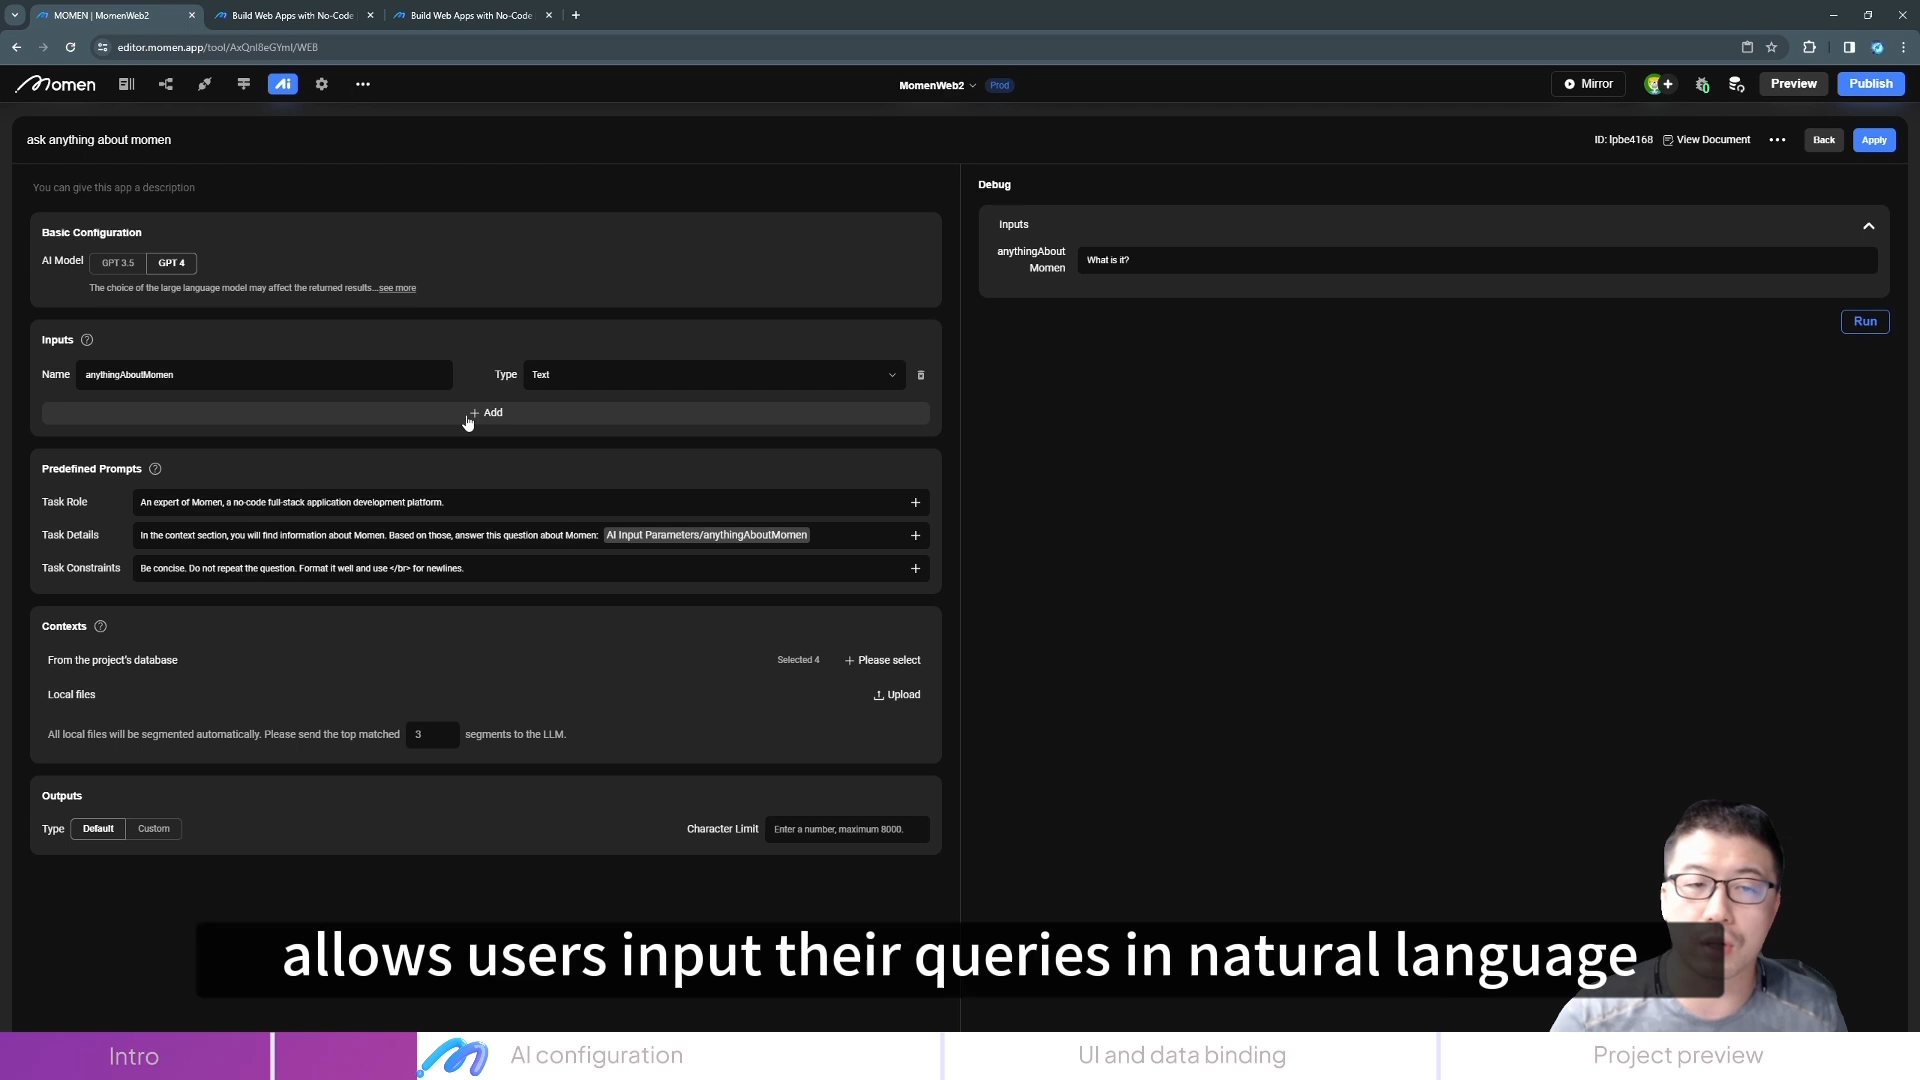 MOMEN | MomenWeb2
Build Web Apps with No-Code
Build Web Apps with No-Code
editor.momen.app/tool/AxQnI8eGYmI/WEB
Momen
Ai
MomenWeb2
Prod
Mirror
Preview
Publish
ask anything about momen
ID: lpbe4168
View Document
Back
Apply
You can give this app a description
Basic Configuration
AI Model
GPT 3.5
GPT 4
The choice of the large language model may affect the returned results...see more
Inputs
Name
anythingAboutMomen
Type
Text
+ Add
Predefined Prompts
Task Role
An expert of Momen, a no-code full-stack application development platform.
Task Details
In the context section, you will find information about Momen. Based on those, answer this question about Momen: AI Input Parameters/anythingAboutMomen
Task Constraints
Be concise. Do not repeat the question. Format it well and use </br> for newlines.
Contexts
From the project's database
Selected 4
+ Please select
Local files
Upload
All local files will be segmented automatically. Please send the top matched 3 segments to the LLM.
Outputs
Type
Default
Custom
Character Limit
Enter a number, maximum 8000.
Debug
Inputs
anythingAbout
Momen
What is it?
Run
allows users input their queries in natural language
Intro
AI configuration
UI and data binding
Project preview